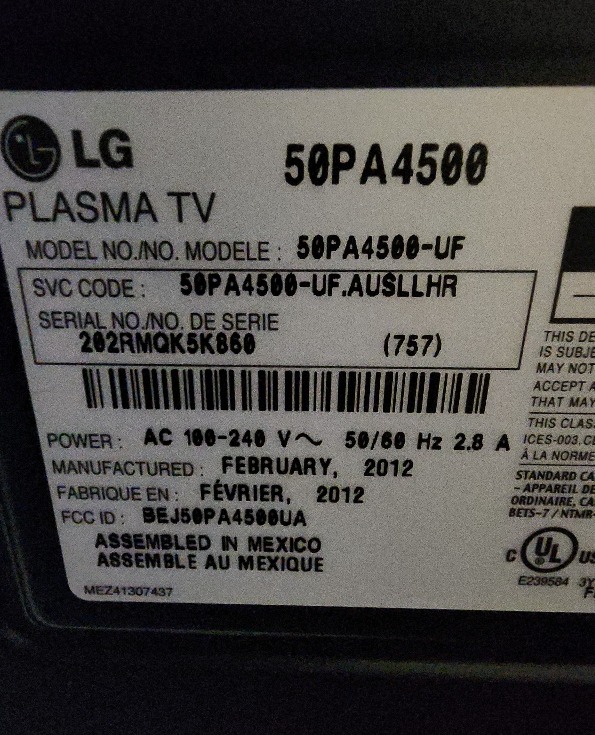 LG
50PA4500
PLASMA TV
MODEL NO./NO. MODELE : 50PA4500-UF
SVC CODE : 50PA4500-UF.AUSLLHR
SERIAL NO./NO. DE SERIE
202RMQK5K860 (757)
POWER : AC 100-240 V~ 50/60 Hz 2.8 A
MANUFACTURED : FEBRUARY, 2012
FABRIQUE EN : FÉVRIER, 2012
FCC ID : BEJ50PA4500UA
ASSEMBLED IN MEXICO
ASSEMBLE AU MEXIQUE
MEZ41307437
THIS DE
IS SUBJE
MAY NOT
ACCEPT A
THAT MAY
THIS CLAS
ICES-003.CE
À LA NORME
STANDARD CA
- APPAREIL DE
ORDINAIRE, CA
BETS-7 / NTMR-
C UL US
E239584 3Y